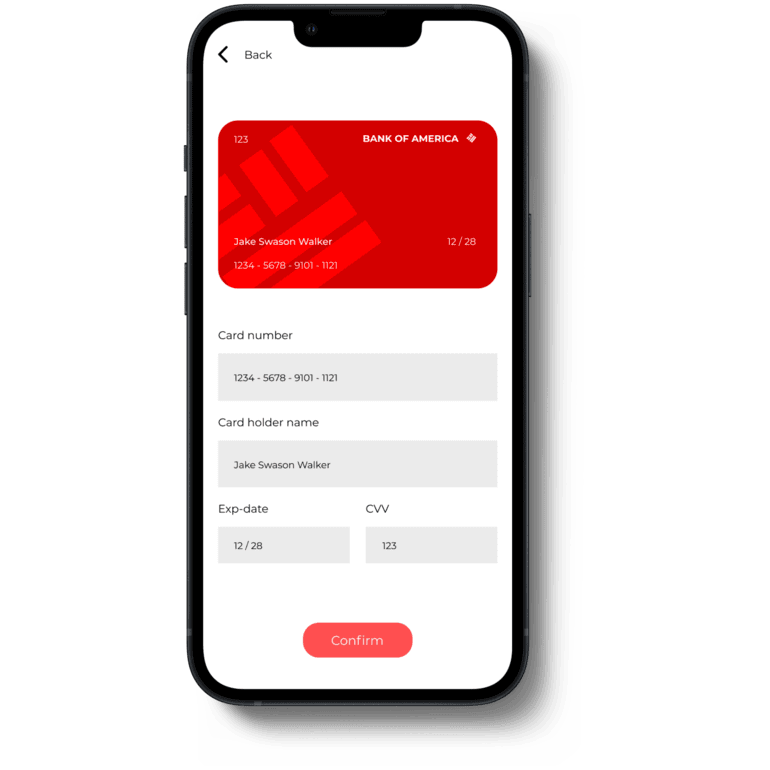 Back
123 BANK OF AMERICA
Jake Swason Walker 12 / 28
1234 - 5678 - 9101 - 1121
Card number
1234 - 5678 - 9101 - 1121
Card holder name
Jake Swason Walker
Exp-date CVV
12 / 28 123
Confirm